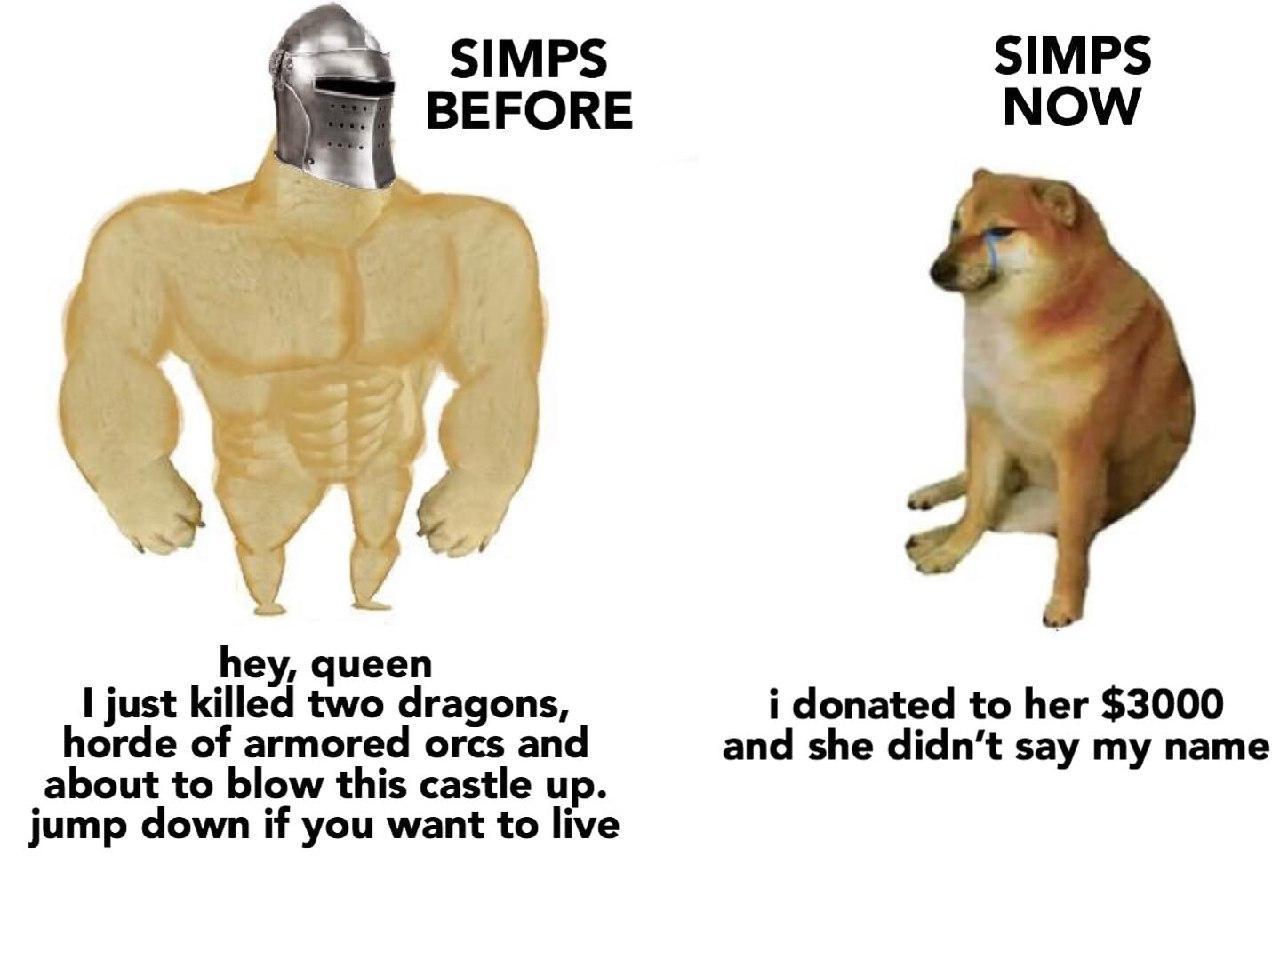 SIMPS
BEFORE
hey, queen
I just killed two dragons,
horde of armored orcs and
about to blow this castle up.
jump down if you want to live
SIMPS
NOW
i donated to her $3000
and she didn't say my name